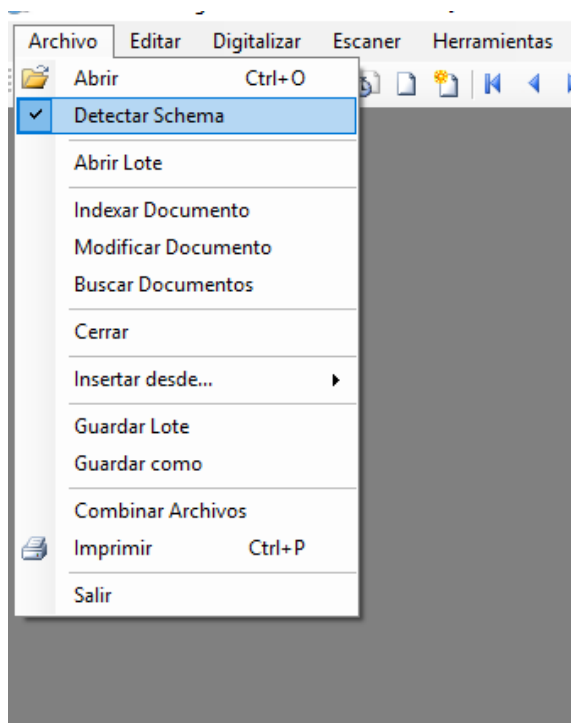 Archivo Editar Digitalizar Escaner Herramientas
Abrir Ctrl+O
Detectar Schema
Abrir Lote
Indexar Documento
Modificar Documento
Buscar Documentos
Cerrar
Insertar desde...
Guardar Lote
Guardar como
Combinar Archivos
Imprimir Ctrl+P
Salir